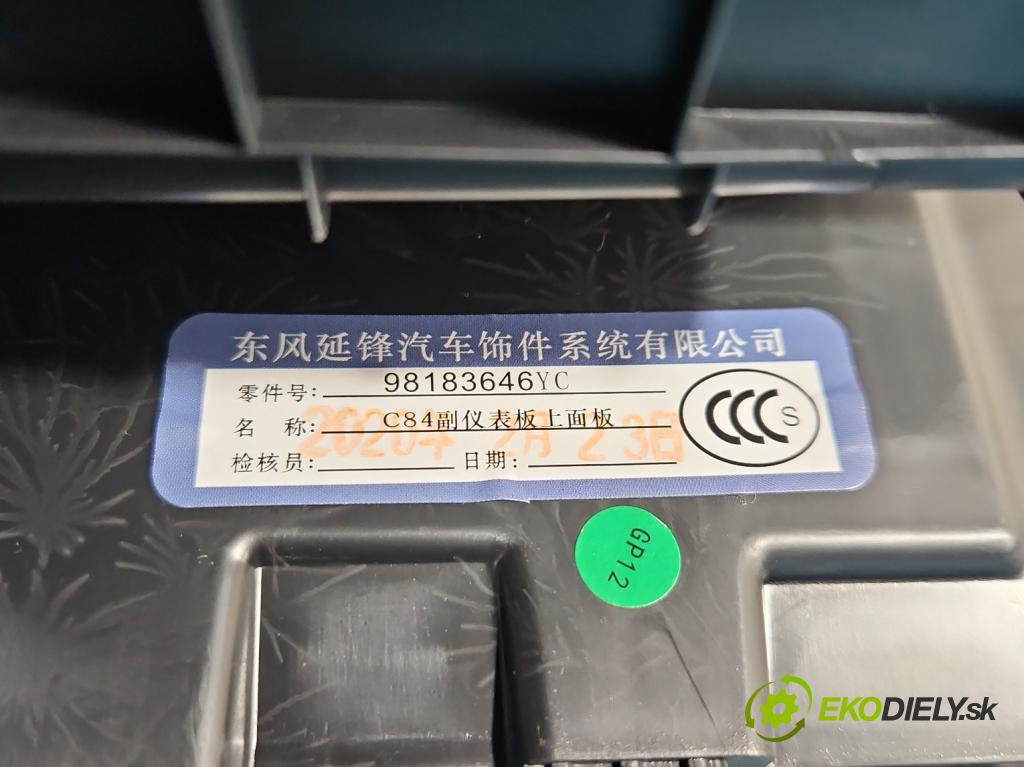 东风延锋汽车饰件系统有限公司
零件号: 98183646YC
名 称: C84副仪表板上面板
2020年 2月 23日
检核员: 日期:
CCC S
GP12
EKODIELY.sk